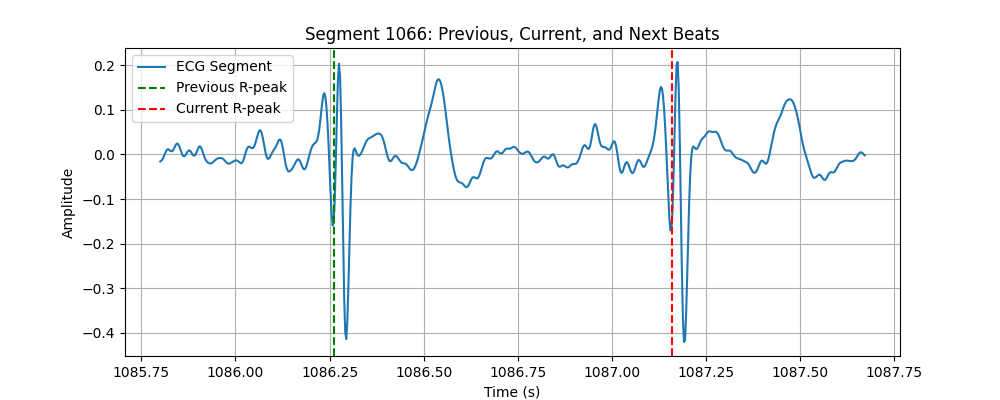 Segment 1066: Previous, Current, and Next Beats
ECG Segment
Previous R-peak
Current R-peak
0.2
0.1
0.0
−0.1
−0.2
−0.3
−0.4
Amplitude
1085.75 1086.00 1086.25 1086.50 1086.75 1087.00 1087.25 1087.50 1087.75
Time (s)